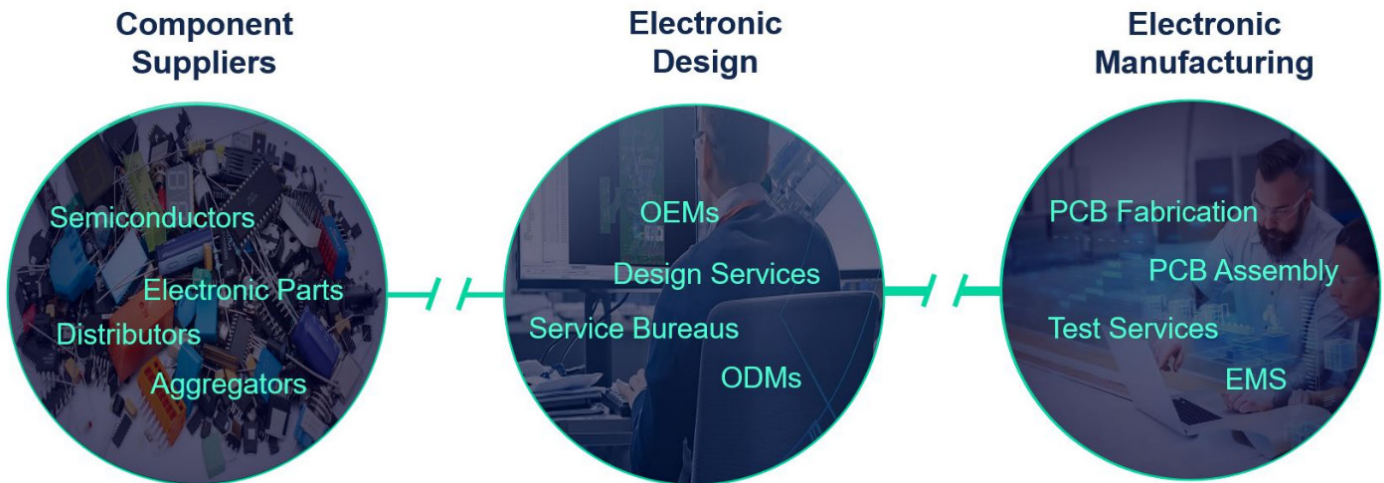 Component
Suppliers
Semiconductors
Electronic Parts
Distributors
Aggregators
Electronic
Design
OEMs
Design Services
Service Bureaus
ODMs
Electronic
Manufacturing
PCB Fabrication
PCB Assembly
Test Services
EMS